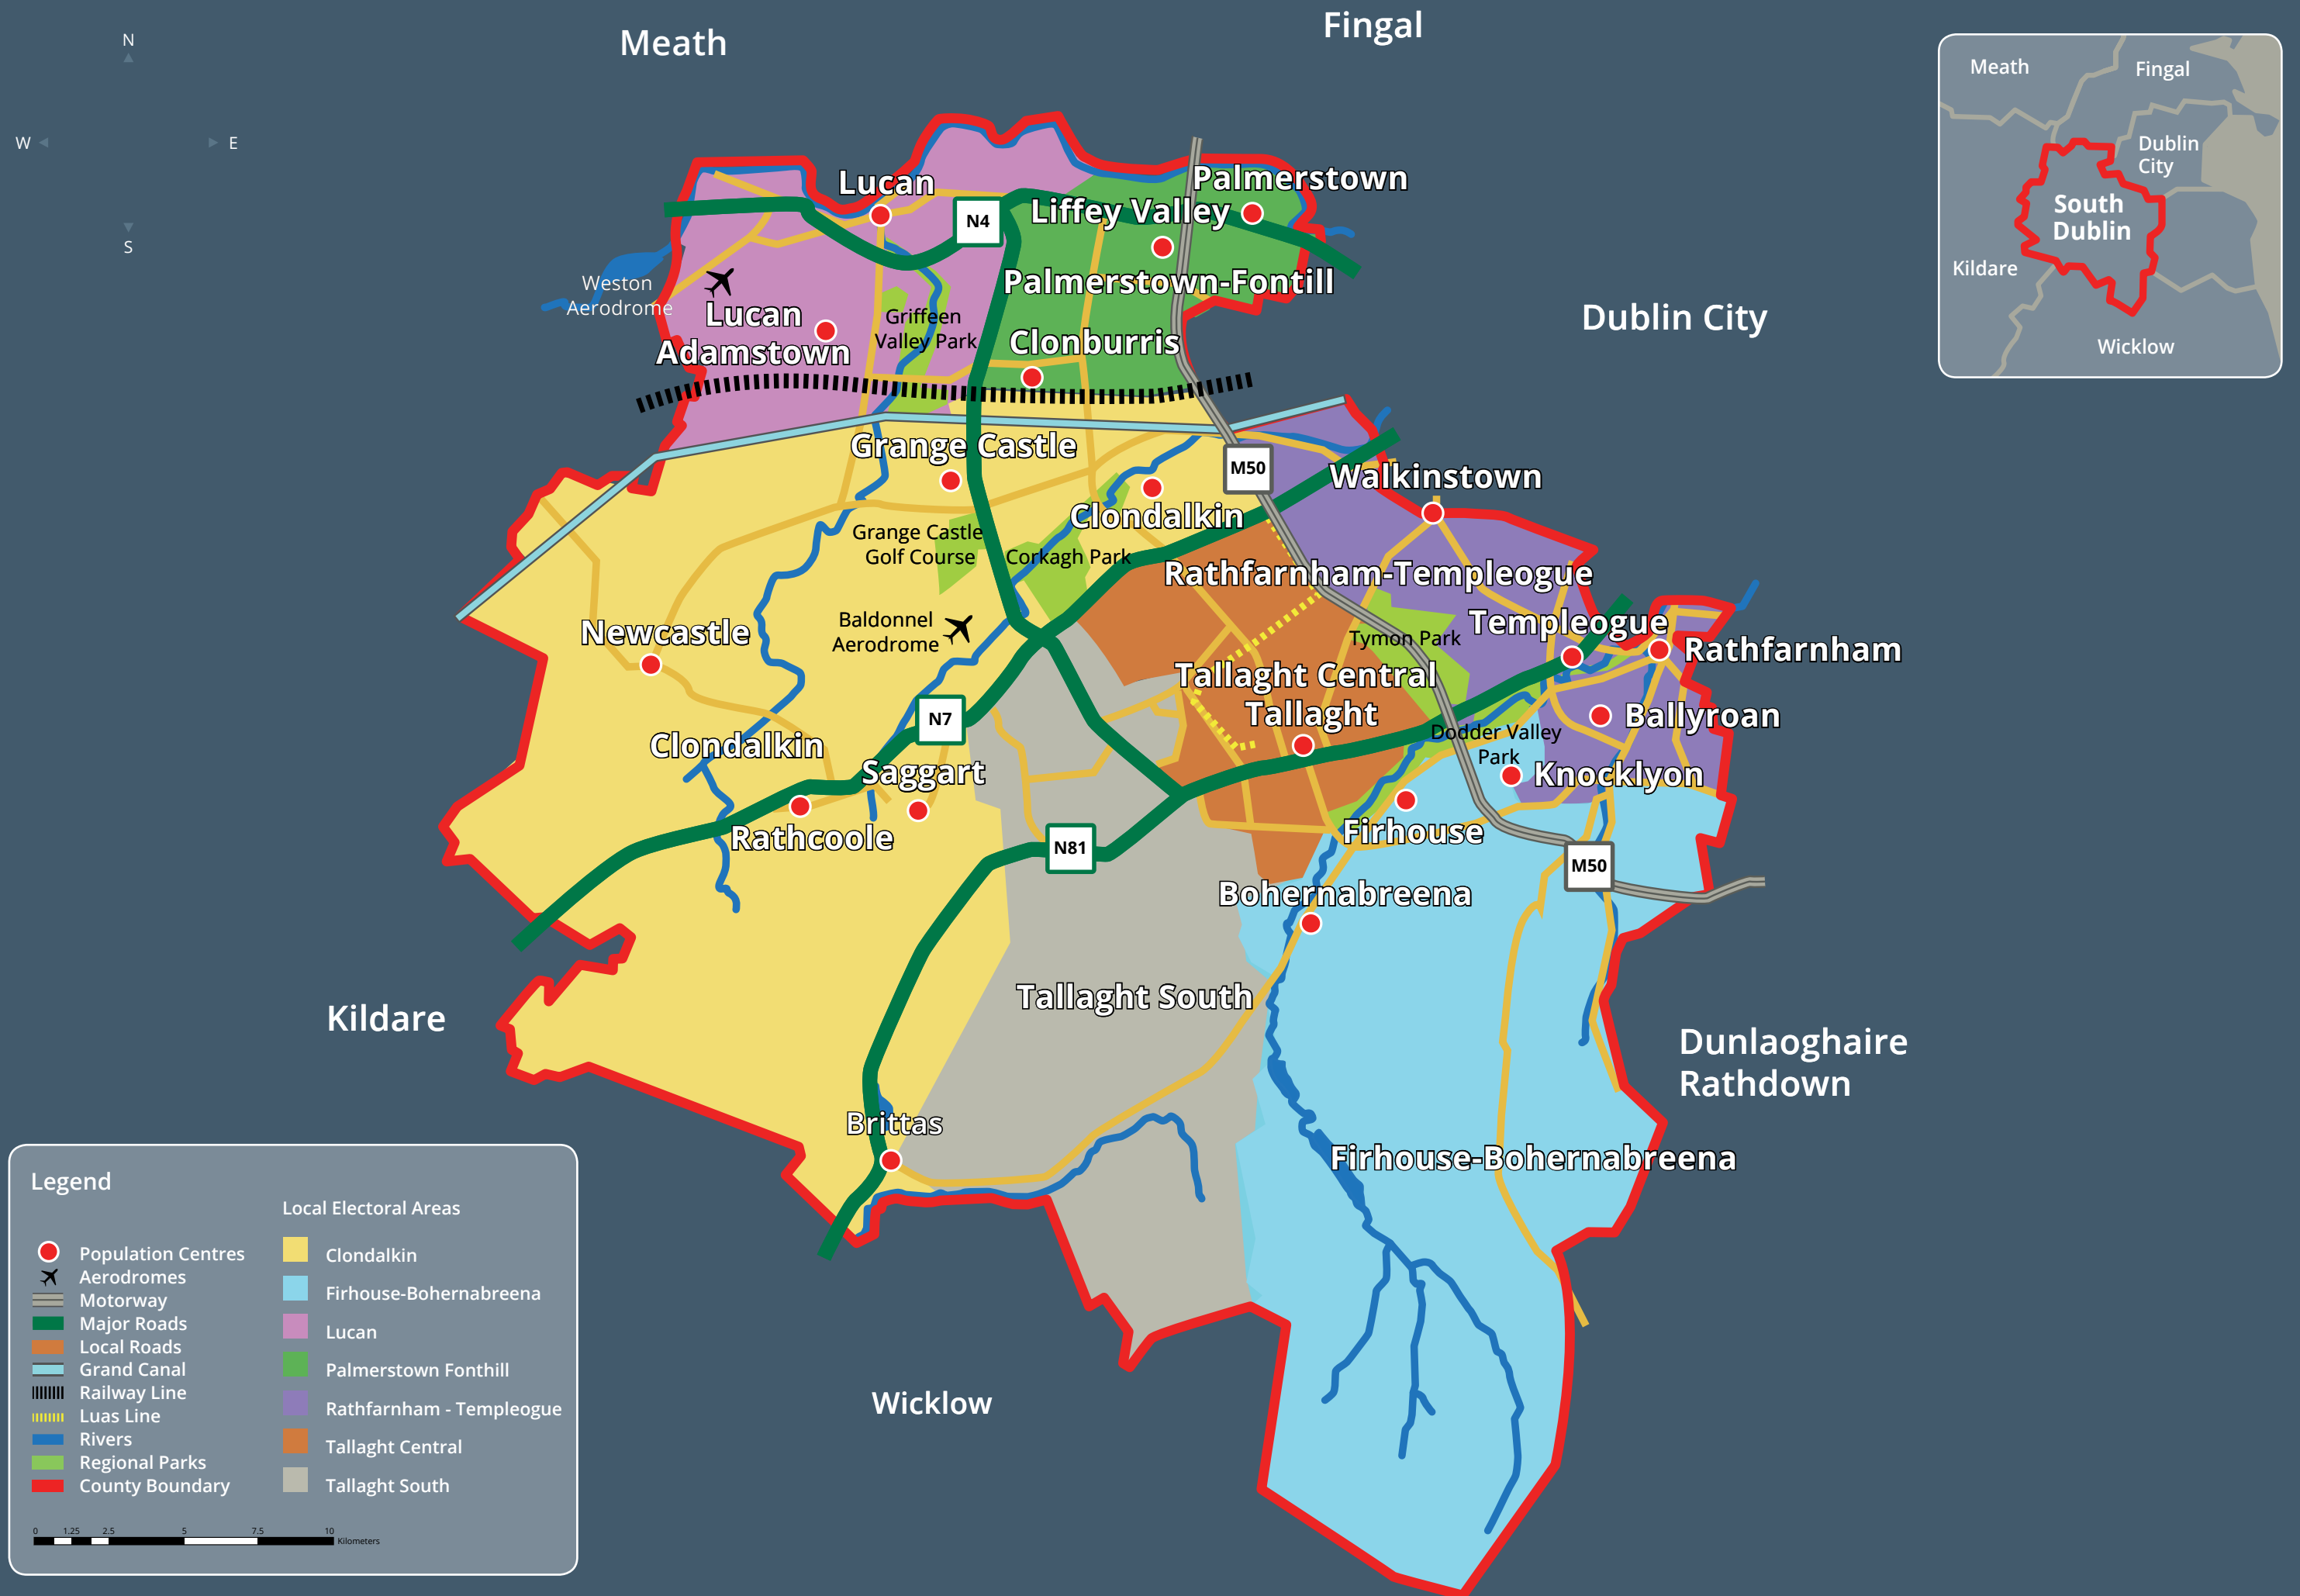 Meath
Fingal
N
W
E
S
Lucan
Palmerstown
Liffey Valley
N4
Palmerstown-Fontill
Weston
Aerodrome
Lucan
Adamstown
Griffeen
Valley Park
Clonburris
Dublin City
Grange Castle
M50
Walkinstown
Clondalkin
Grange Castle
Golf Course
Corkagh Park
Rathfarnham-Templeogue
Newcastle
Baldonnel
Aerodrome
Tymon Park
Templeogue
Rathfarnham
Tallaght Central
Tallaght
N7
Ballyroan
Dodder Valley
Park
Clondalkin
Saggart
Knocklyon
Rathcoole
Firhouse
N81
M50
Bohernabreena
Tallaght South
Kildare
Dunlaoghaire
Rathdown
Brittas
Firhouse-Bohernabreena
Wicklow
Meath
Fingal
Dublin
City
South
Dublin
Kildare
Wicklow
Legend
Population Centres
Aerodromes
Motorway
Major Roads
Local Roads
Grand Canal
Railway Line
Luas Line
Rivers
Regional Parks
County Boundary
Local Electoral Areas
Clondalkin
Firhouse-Bohernabreena
Lucan
Palmerstown Fonthill
Rathfarnham - Templeogue
Tallaght Central
Tallaght South
0 1.25 2.5 5 7.5 10
Kilometers